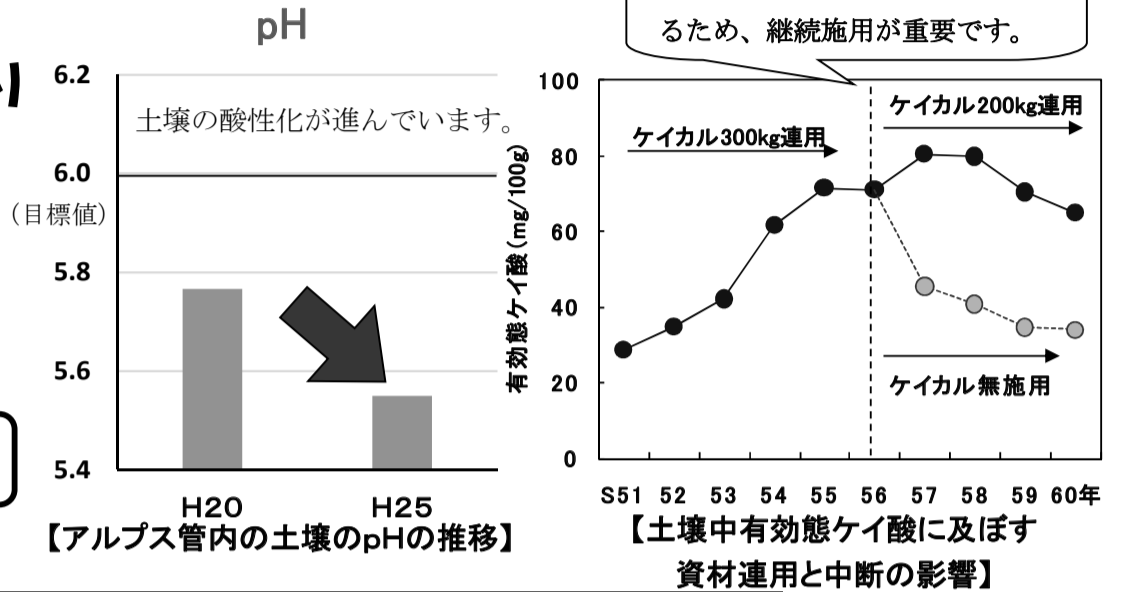 pH
6.2
土壌の酸性化が進んでいます。
6.0
（目標値）
5.8
5.6
5.4
H20
H25
【アルプス管内の土壌のpHの推移】
るため、継続施用が重要です。
100
80
60
40
20
0
有効態ケイ酸（mg/100g）
ケイカル300kg連用
ケイカル200kg連用
ケイカル無施用
S51 52 53 54 55 56 57 58 59 60年
【土壌中有効態ケイ酸に及ぼす
資材連用と中断の影響】